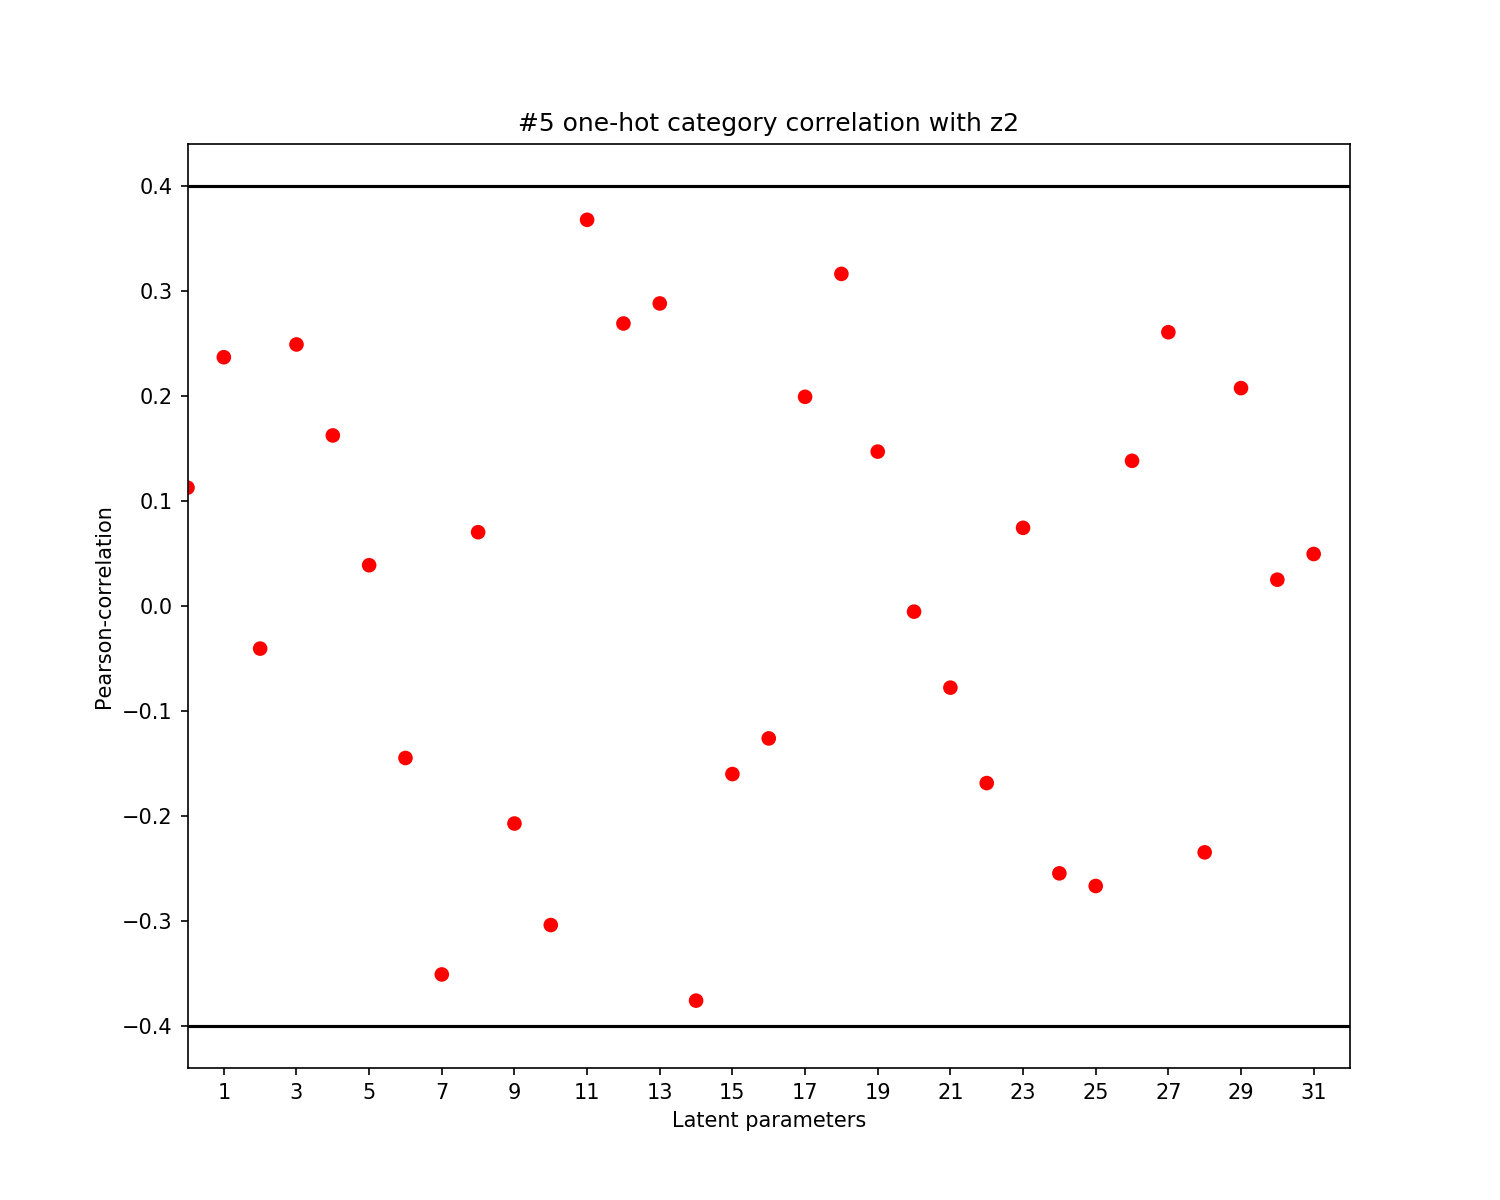 #5 one-hot category correlation with z2
0.4
0.3
0.2
0.1
0.0
−0.1
−0.2
−0.3
−0.4
Pearson-correlation
1 3 5 7 9 11 13 15 17 19 21 23 25 27 29 31
Latent parameters